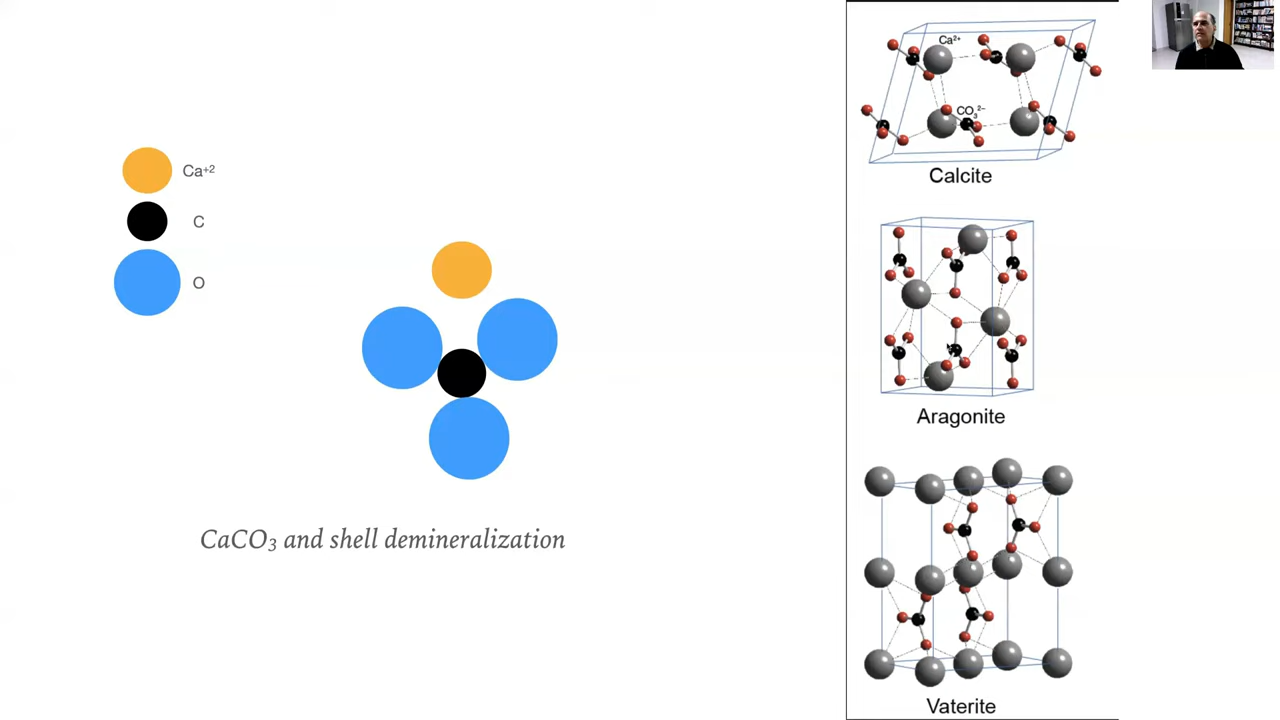 Ca+2
C
O
CaCO₃ and shell demineralization
Ca²⁺
CO₃²⁻
Calcite
Aragonite
Vaterite